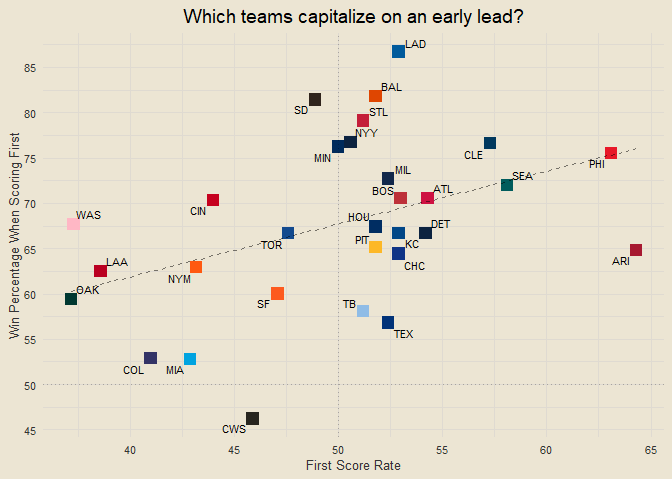 Which teams capitalize on an early lead?
Win Percentage When Scoring First
85
80
75
70
65
60
55
50
45
LAD
BAL
SD
STL
NYY
MIN
CLE
PHI
MIL
SEA
BOS
ATL
CIN
WAS
HOU
DET
TOR
PIT
KC
ARI
LAA
CHC
NYM
OAK
SF
TB
TEX
COL
MIA
CWS
40
45
50
55
60
65
First Score Rate